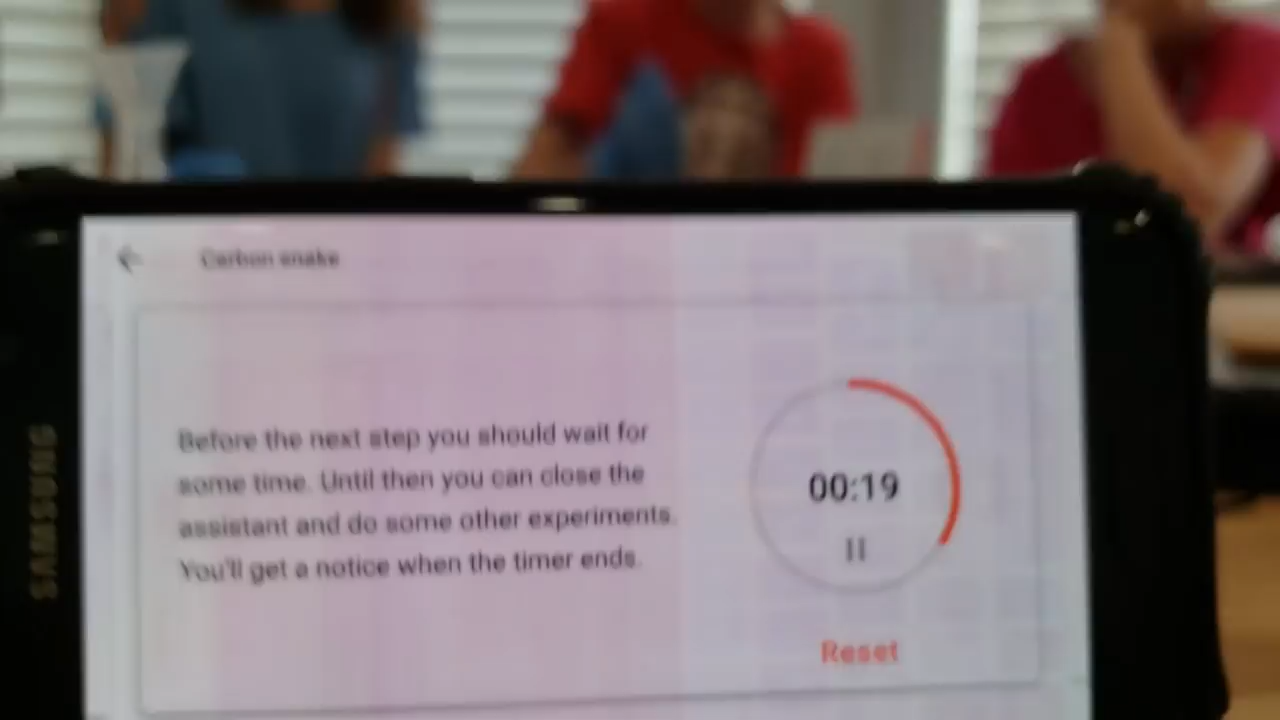 Carbon snake
Before the next step you should wait for
some time. Until then you can close the
assistant and do some other experiments.
You'll get a notice when the timer ends.
00:19
Reset
SAMSUNG